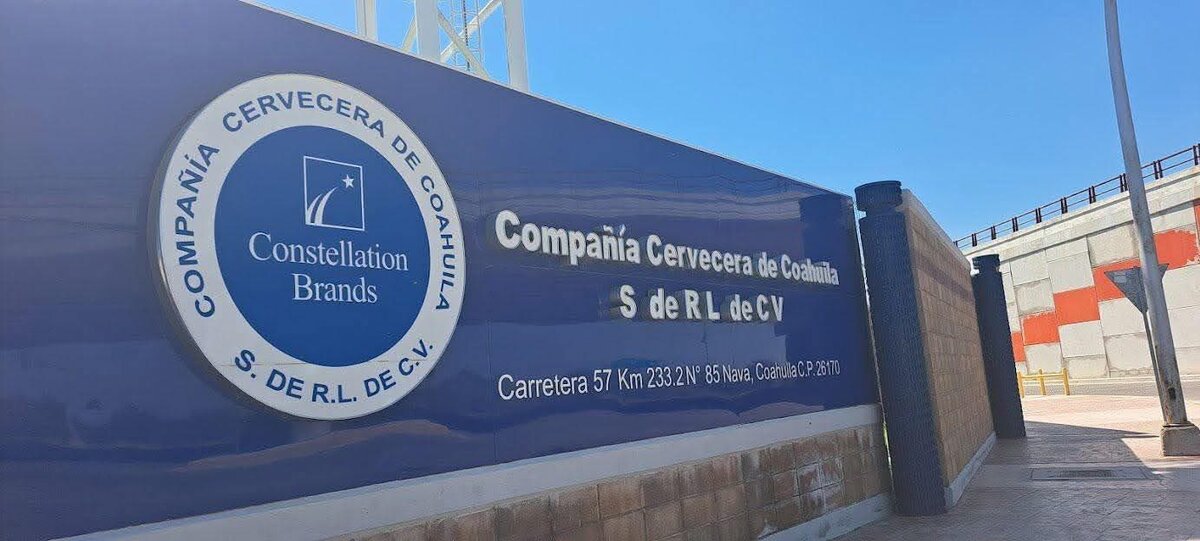 COMPAÑÍA CERVECERA DE COAHUILA
Constellation
Brands
S. DE R.L. DE C.V.
Compañía Cervecera de Coahuila
S de R L de C V
Carretera 57 Km 233.2 N° 85 Nava, Coahuila C.P. 26170